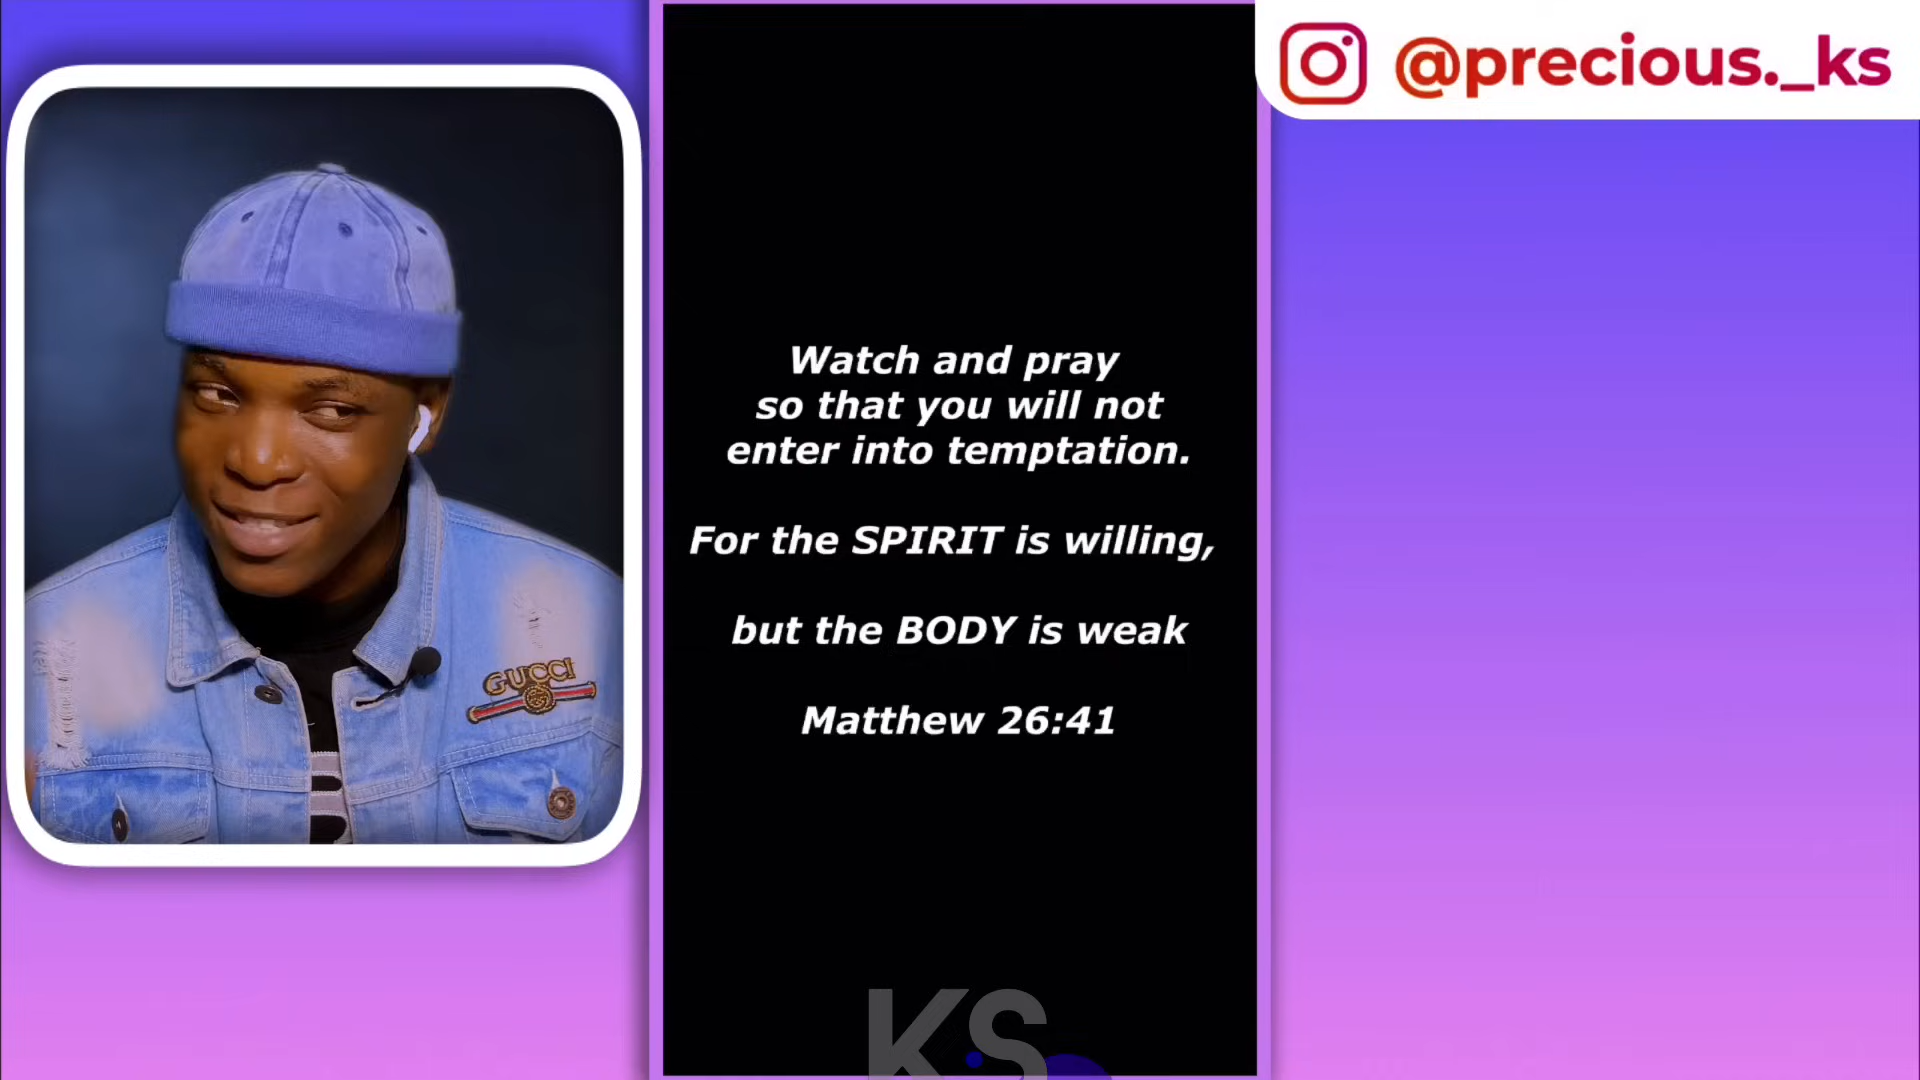 @precious._ks
Watch and pray
so that you will not
enter into temptation.
For the SPIRIT is willing,
but the BODY is weak
Matthew 26:41
GUCCI
KS